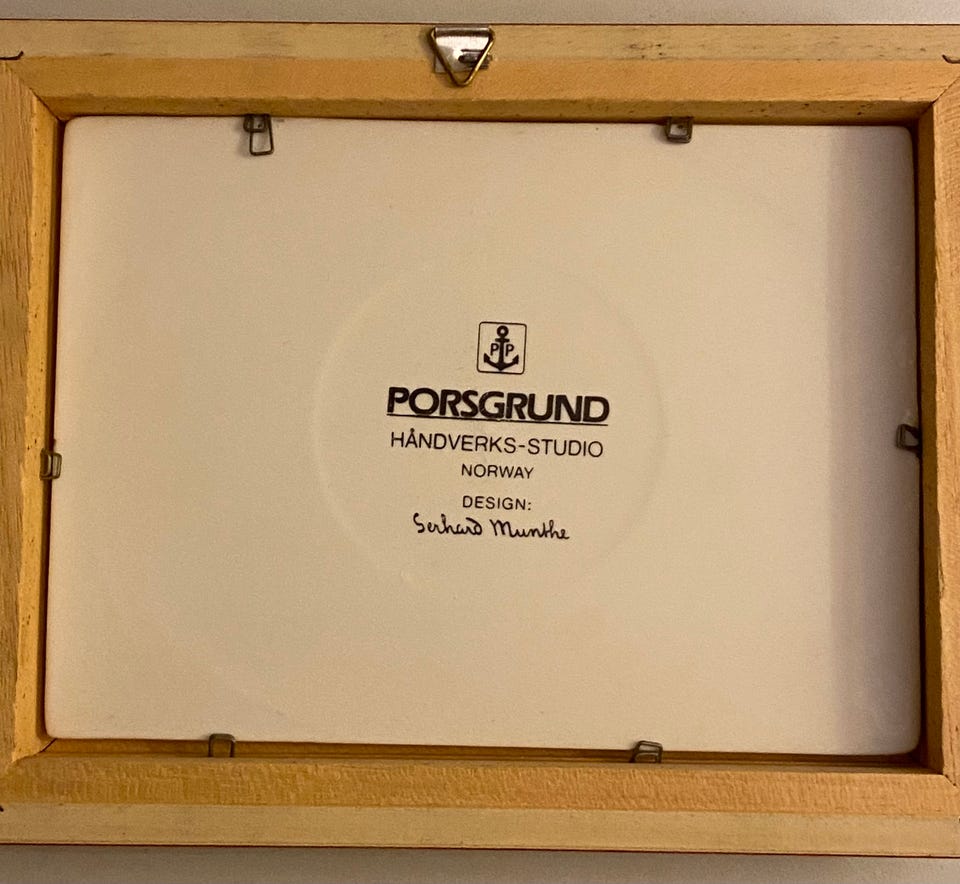 P P
PORSGRUND
HÅNDVERKS-STUDIO
NORWAY
DESIGN:
Gerhard Munthe